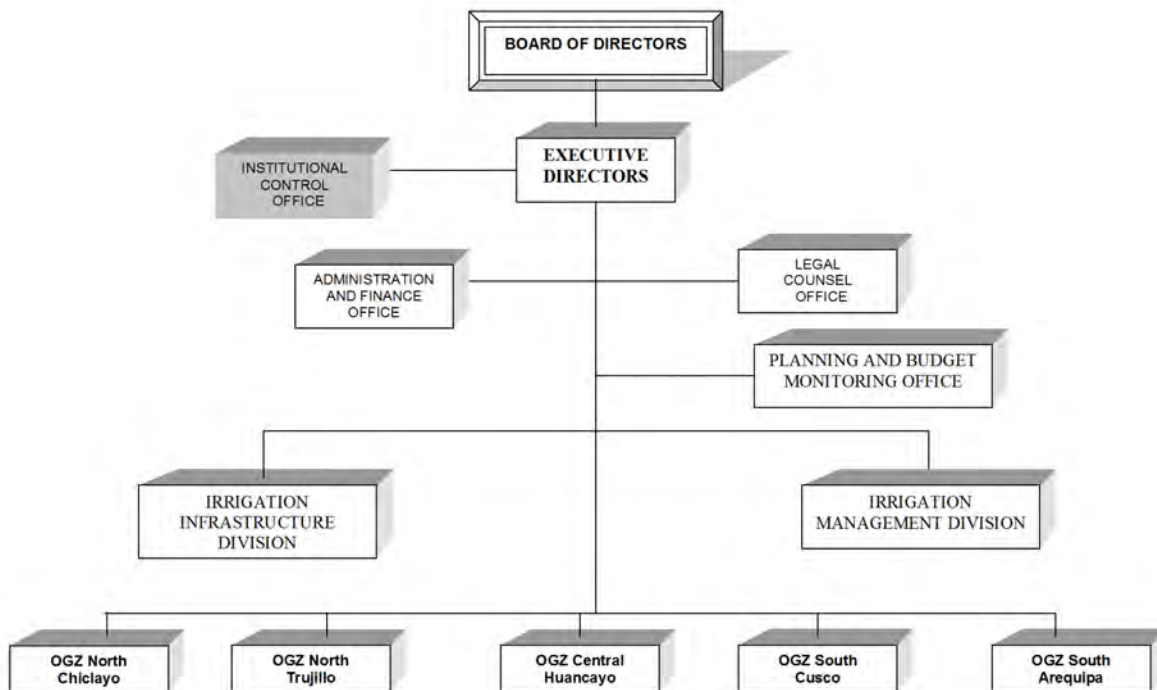 BOARD OF DIRECTORS
EXECUTIVE
DIRECTORS
INSTITUTIONAL
CONTROL
OFFICE
ADMINISTRATION
AND FINANCE
OFFICE
LEGAL
COUNSEL
OFFICE
PLANNING AND BUDGET
MONITORING OFFICE
IRRIGATION
INFRASTRUCTURE
DIVISION
IRRIGATION
MANAGEMENT DIVISION
OGZ North
Chiclayo
OGZ North
Trujillo
OGZ Central
Huancayo
OGZ South
Cusco
OGZ South
Arequipa